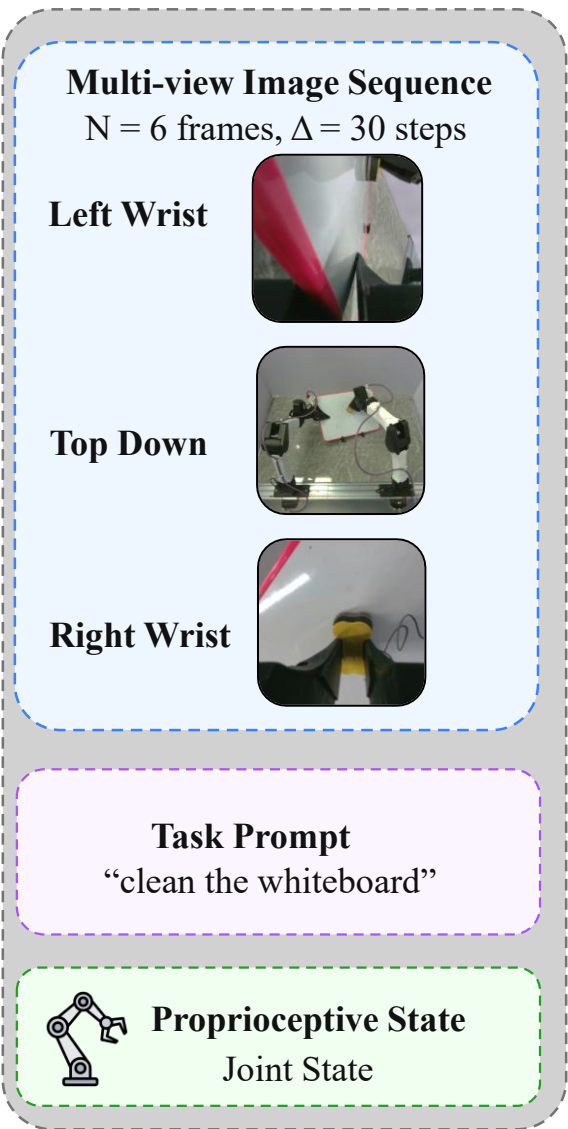 Multi-view Image Sequence
N = 6 frames, Δ = 30 steps
Left Wrist
Top Down
Right Wrist
Task Prompt
“clean the whiteboard”
Proprioceptive State
Joint State